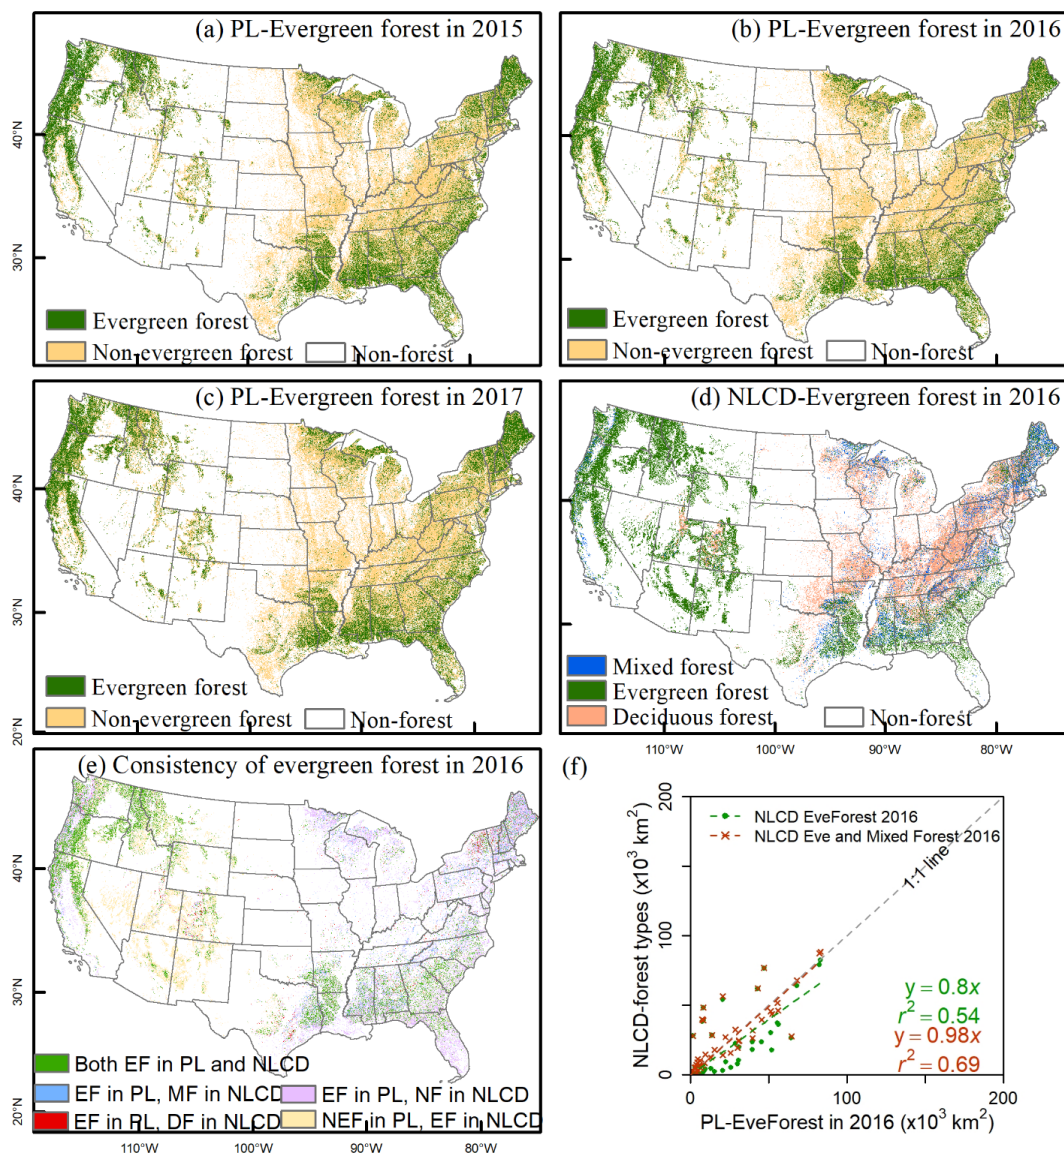 (a) PL-Evergreen forest in 2015
(b) PL-Evergreen forest in 2016
40°N
30°N
Evergreen forest
Non-evergreen forest
Non-forest
Evergreen forest
Non-evergreen forest
Non-forest
(c) PL-Evergreen forest in 2017
(d) NLCD-Evergreen forest in 2016
40°N
30°N
20°N
Evergreen forest
Non-evergreen forest
Non-forest
Mixed forest
Evergreen forest
Deciduous forest
Non-forest
110°W
100°W
90°W
80°W
(e) Consistency of evergreen forest in 2016
40°N
30°N
20°N
Both EF in PL and NLCD
EF in PL, MF in NLCD
EF in PL, NF in NLCD
EF in PL, DF in NLCD
NEF in PL, EF in NLCD
110°W
100°W
90°W
80°W
(f)
NLCD-forest types (x10³ km²)
200
100
0
NLCD EveForest 2016
NLCD Eve and Mixed Forest 2016
1:1 line
y = 0.8x
r² = 0.54
y = 0.98x
r² = 0.69
0
100
200
PL-EveForest in 2016 (x10³ km²)